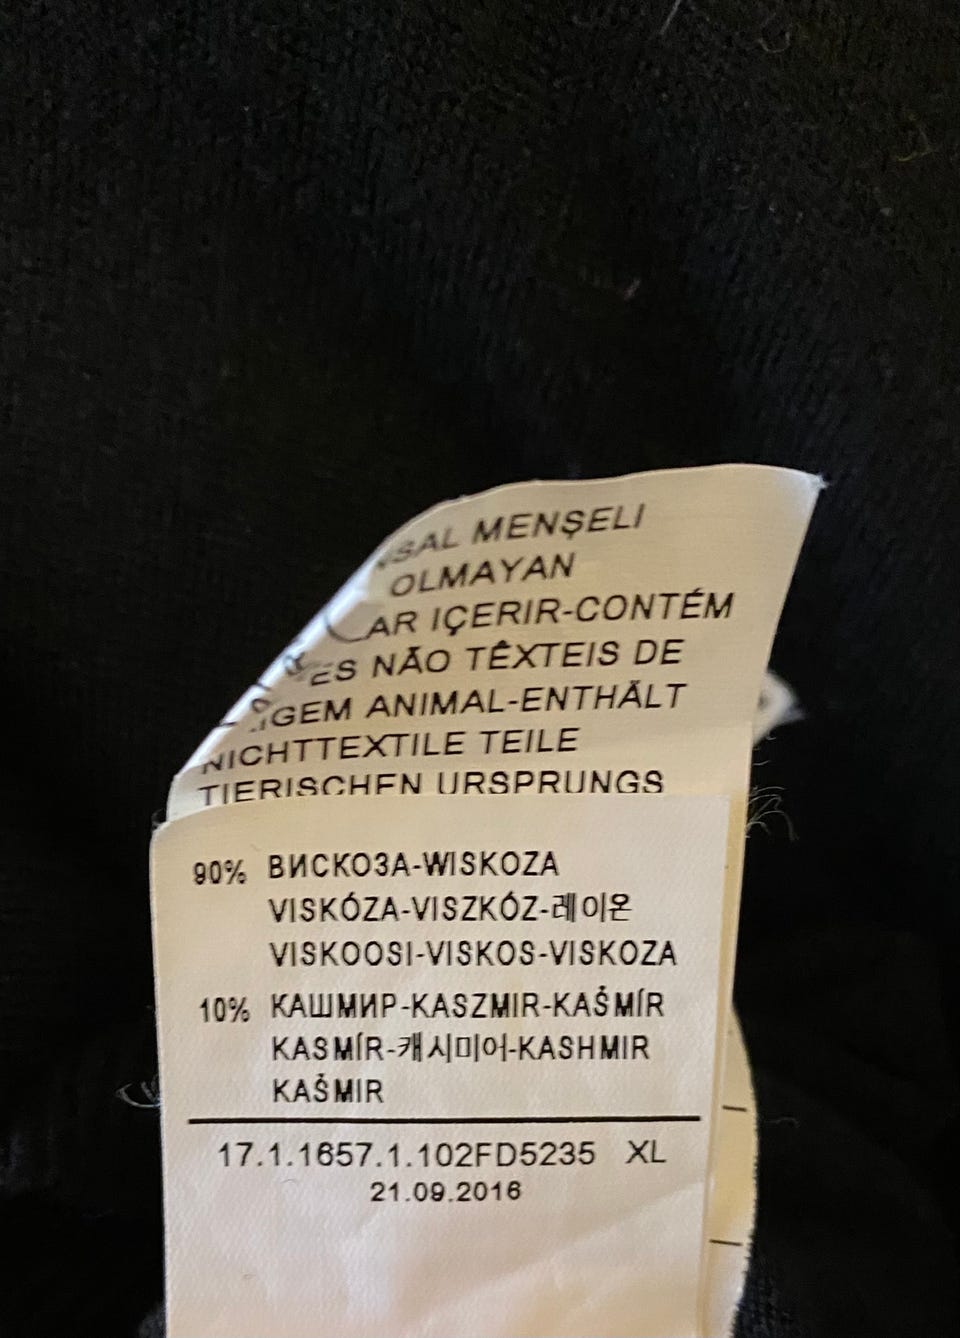 MENŞELI
OLMAYAN
IÇERIR-CONTÉM
NÃO TÊXTEIS DE
ANIMAL-ENTHÄLT
NICHTTEXTILE TEILE
TIERISCHEN URSPRUNGS
90% ВИСКОЗА-WISKOZA
VISKÓZA-VISZKÓZ-레이온
VISKOOSI-VISKOS-VISKOZA
10% КАШМИР-KASZMIR-KAŠMÍR
KASMÍR-캐시미어-KASHMIR
KAŠMIR
17.1.1657.1.102FD5235 XL
21.09.2016